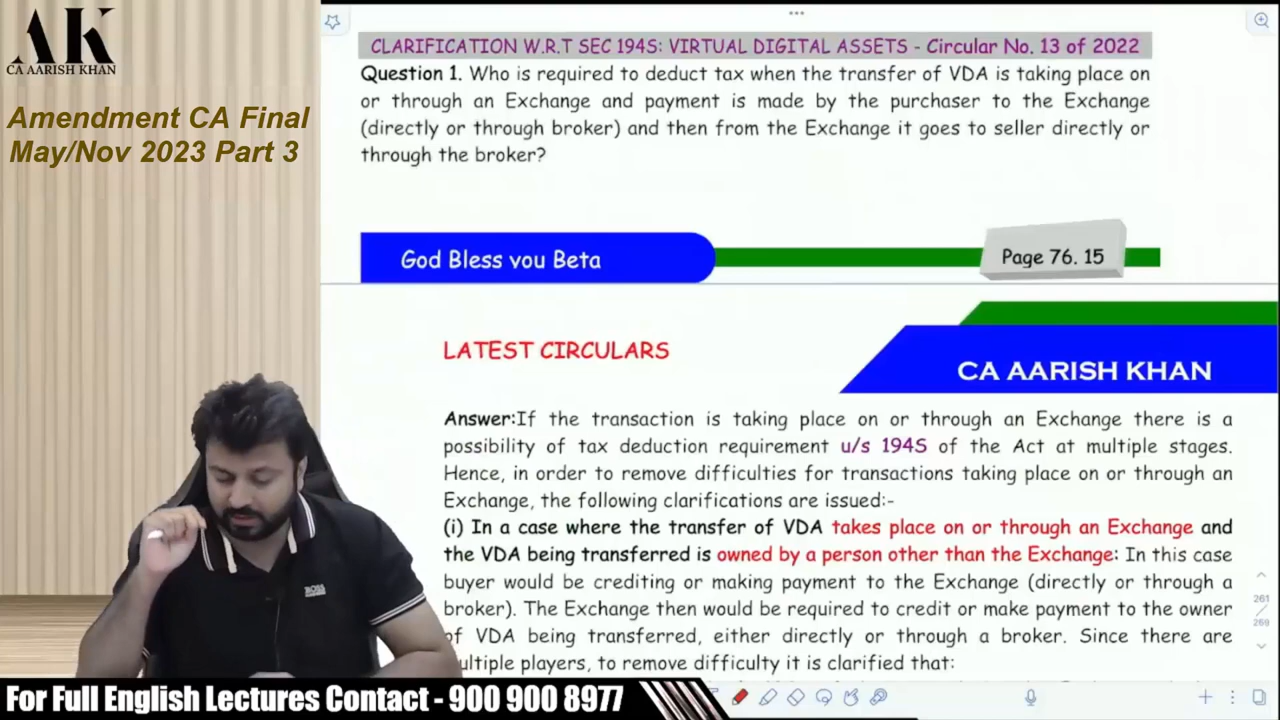 AK
CA AARISH KHAN
Amendment CA Final
May/Nov 2023 Part 3
CLARIFICATION W.R.T SEC 194S: VIRTUAL DIGITAL ASSETS - Circular No. 13 of 2022
Question 1. Who is required to deduct tax when the transfer of VDA is taking place on
or through an Exchange and payment is made by the purchaser to the Exchange
(directly or through broker) and then from the Exchange it goes to seller directly or
through the broker?
God Bless you Beta
Page 76. 15
LATEST CIRCULARS
CA AARISH KHAN
Answer:If the transaction is taking place on or through an Exchange there is a
possibility of tax deduction requirement u/s 194S of the Act at multiple stages.
Hence, in order to remove difficulties for transactions taking place on or through an
Exchange, the following clarifications are issued:-
(i) In a case where the transfer of VDA takes place on or through an Exchange and
the VDA being transferred is owned by a person other than the Exchange: In this case
buyer would be crediting or making payment to the Exchange (directly or through a
broker). The Exchange then would be required to credit or make payment to the owner
of VDA being transferred, either directly or through a broker. Since there are
ultiple players, to remove difficulty it is clarified that:
261
269
BOSS
For Full English Lectures Contact - 900 900 8977